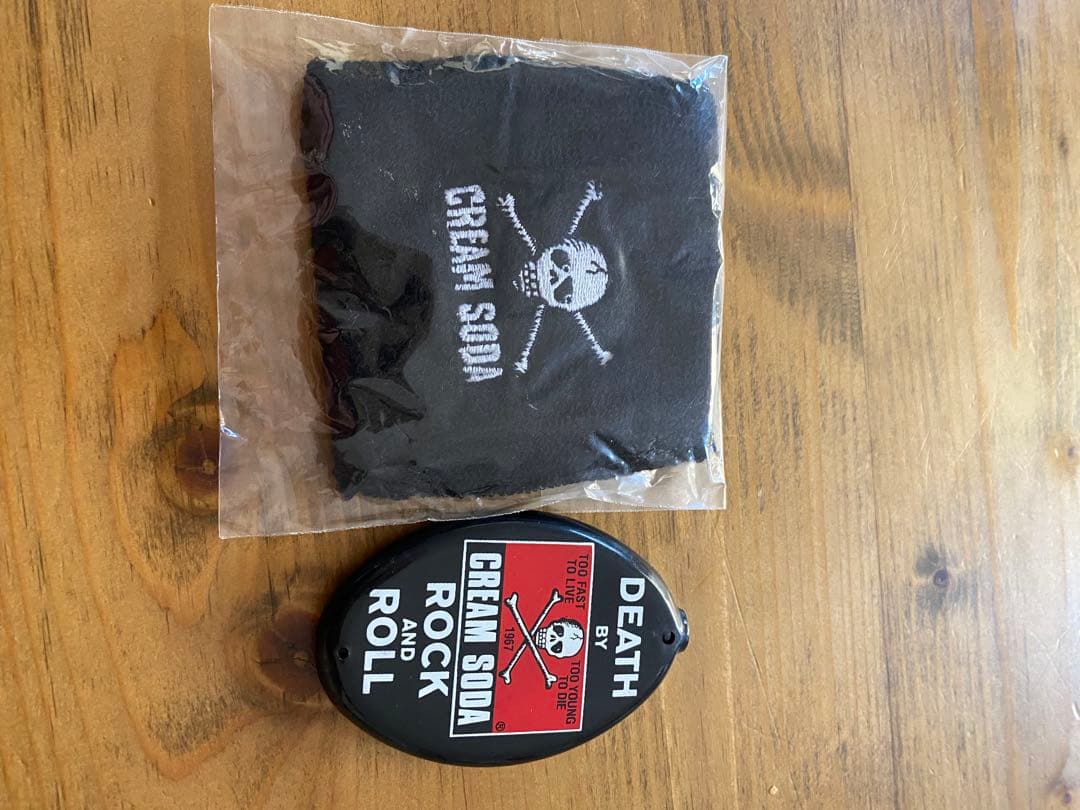 CREAM SODA
DEATH
BY
TOO FAST
TO LIVE
TOO YOUNG
TO DIE
1967
CREAM SODA®
ROCK
AND
ROLL